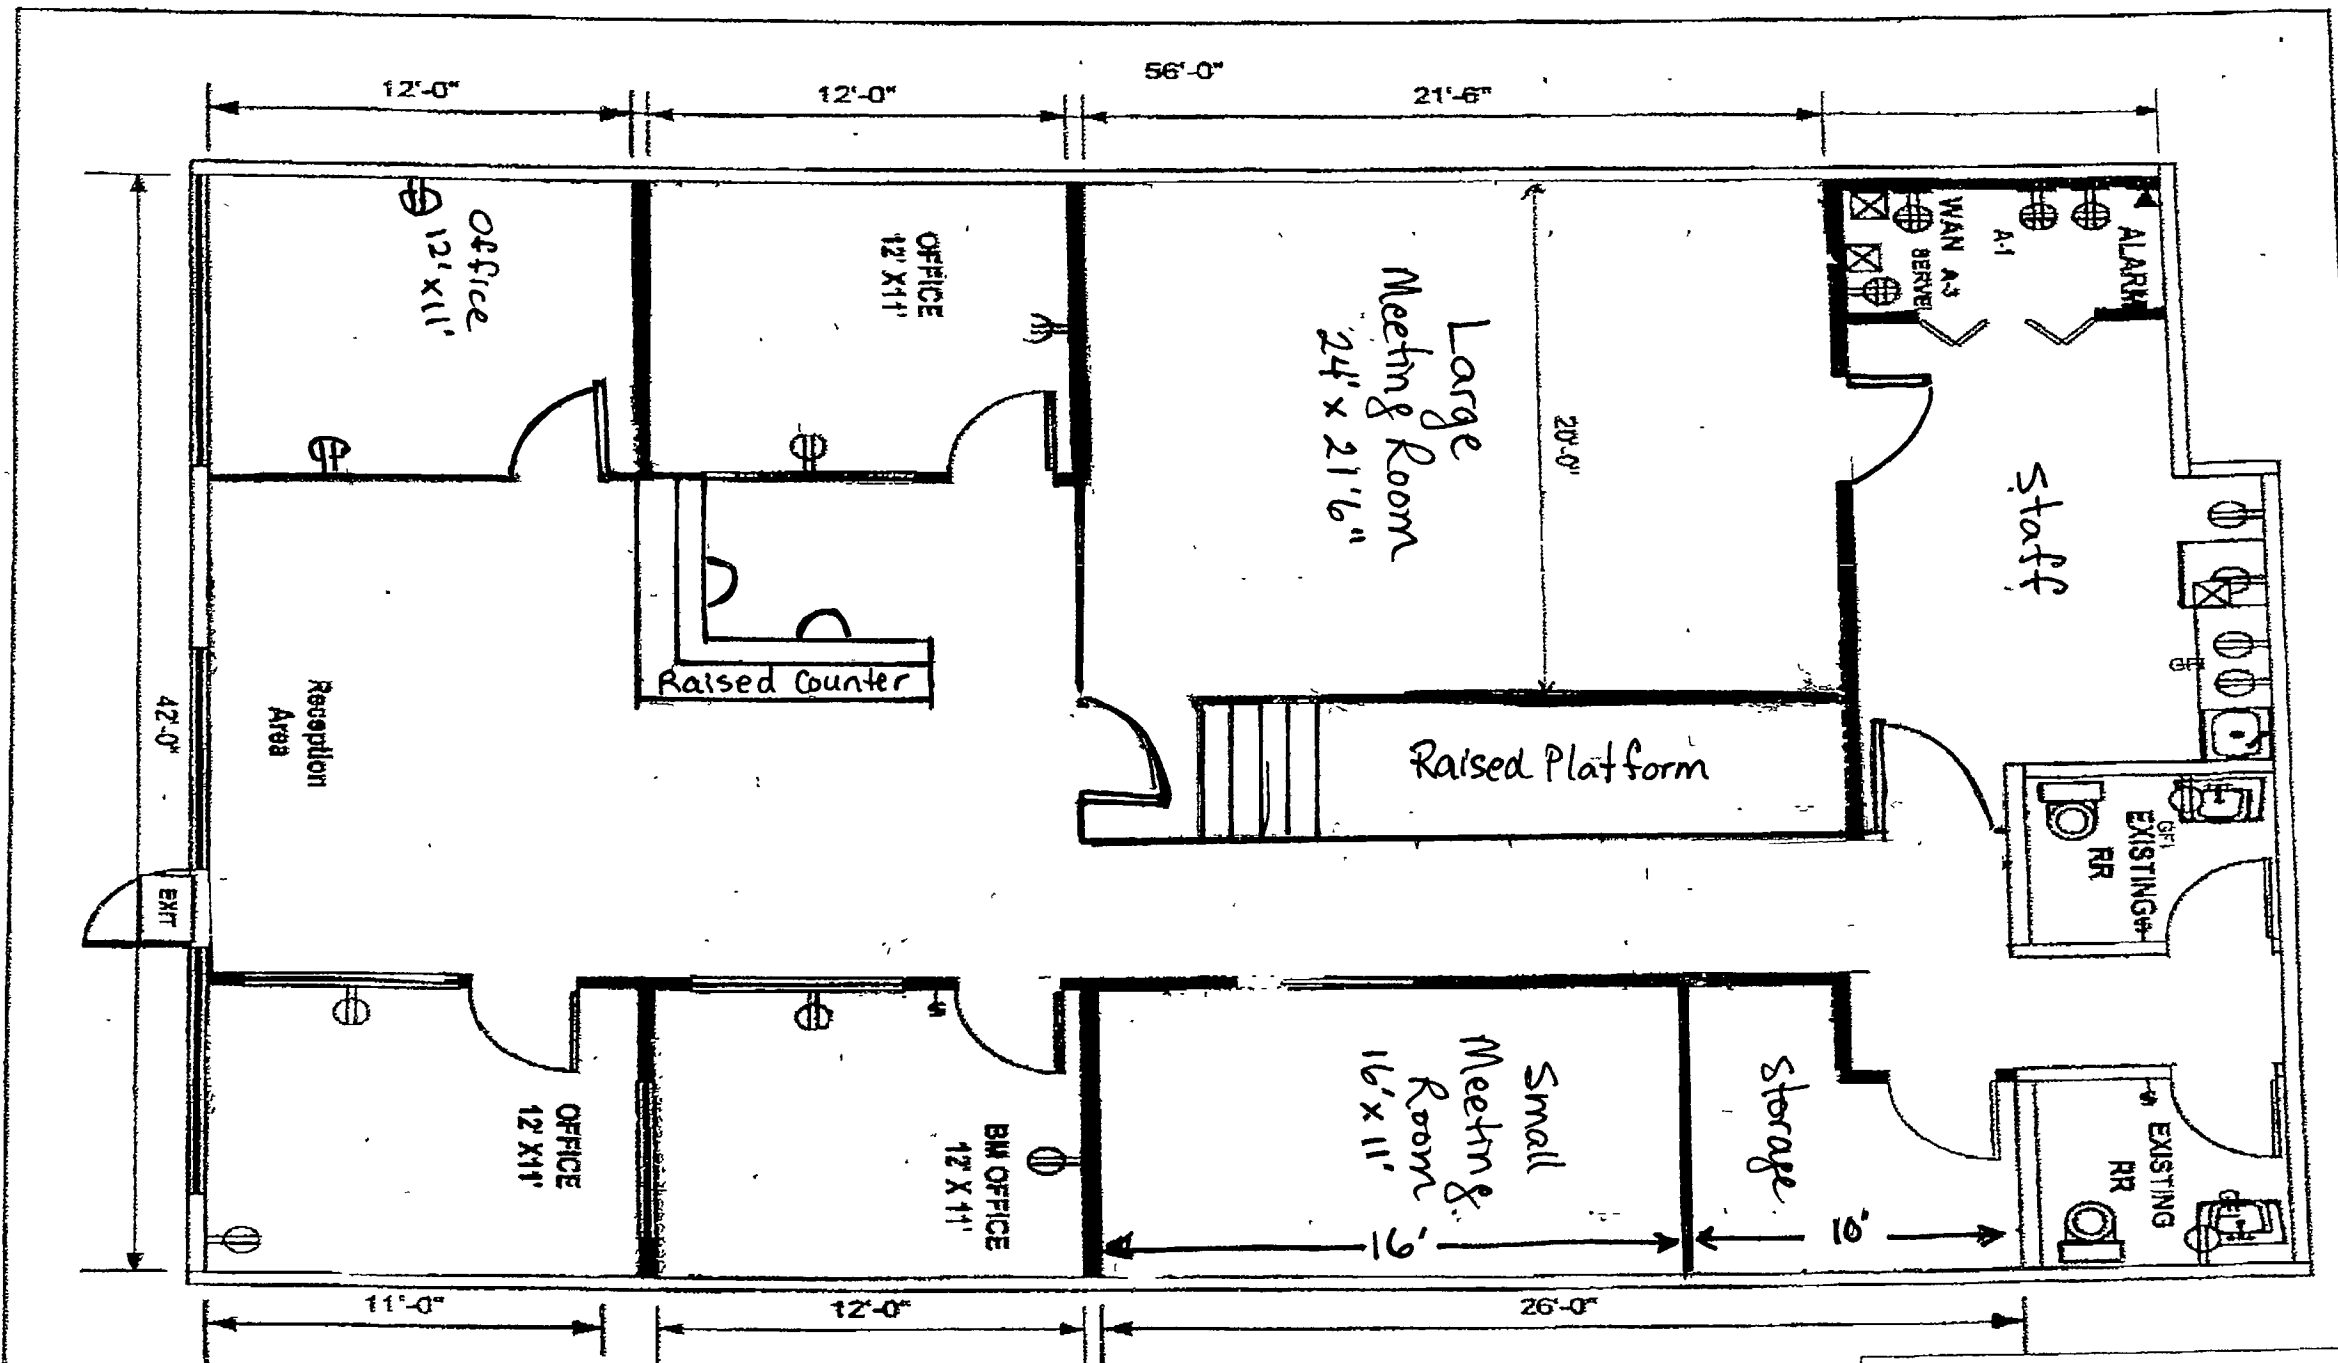 56'-0"
12'-0"
12'-0"
21'-6"
Office
12' x 11'
OFFICE
12' X 11'
Large
Meeting Room
24' x 21'6"
20'-0"
WAN A-3
SERVE
A-1
ALARM
Staff
GFI
42'-0"
Reception
Area
Raised Counter
Raised Platform
EXIT
GFI
EXISTING
RR
OFFICE
12' X 11'
BM OFFICE
12' X 11'
Small
Meeting
Room
16' x 11'
Storage
16'
10'
EXISTING
RR
11'-0"
12'-0"
26'-0"